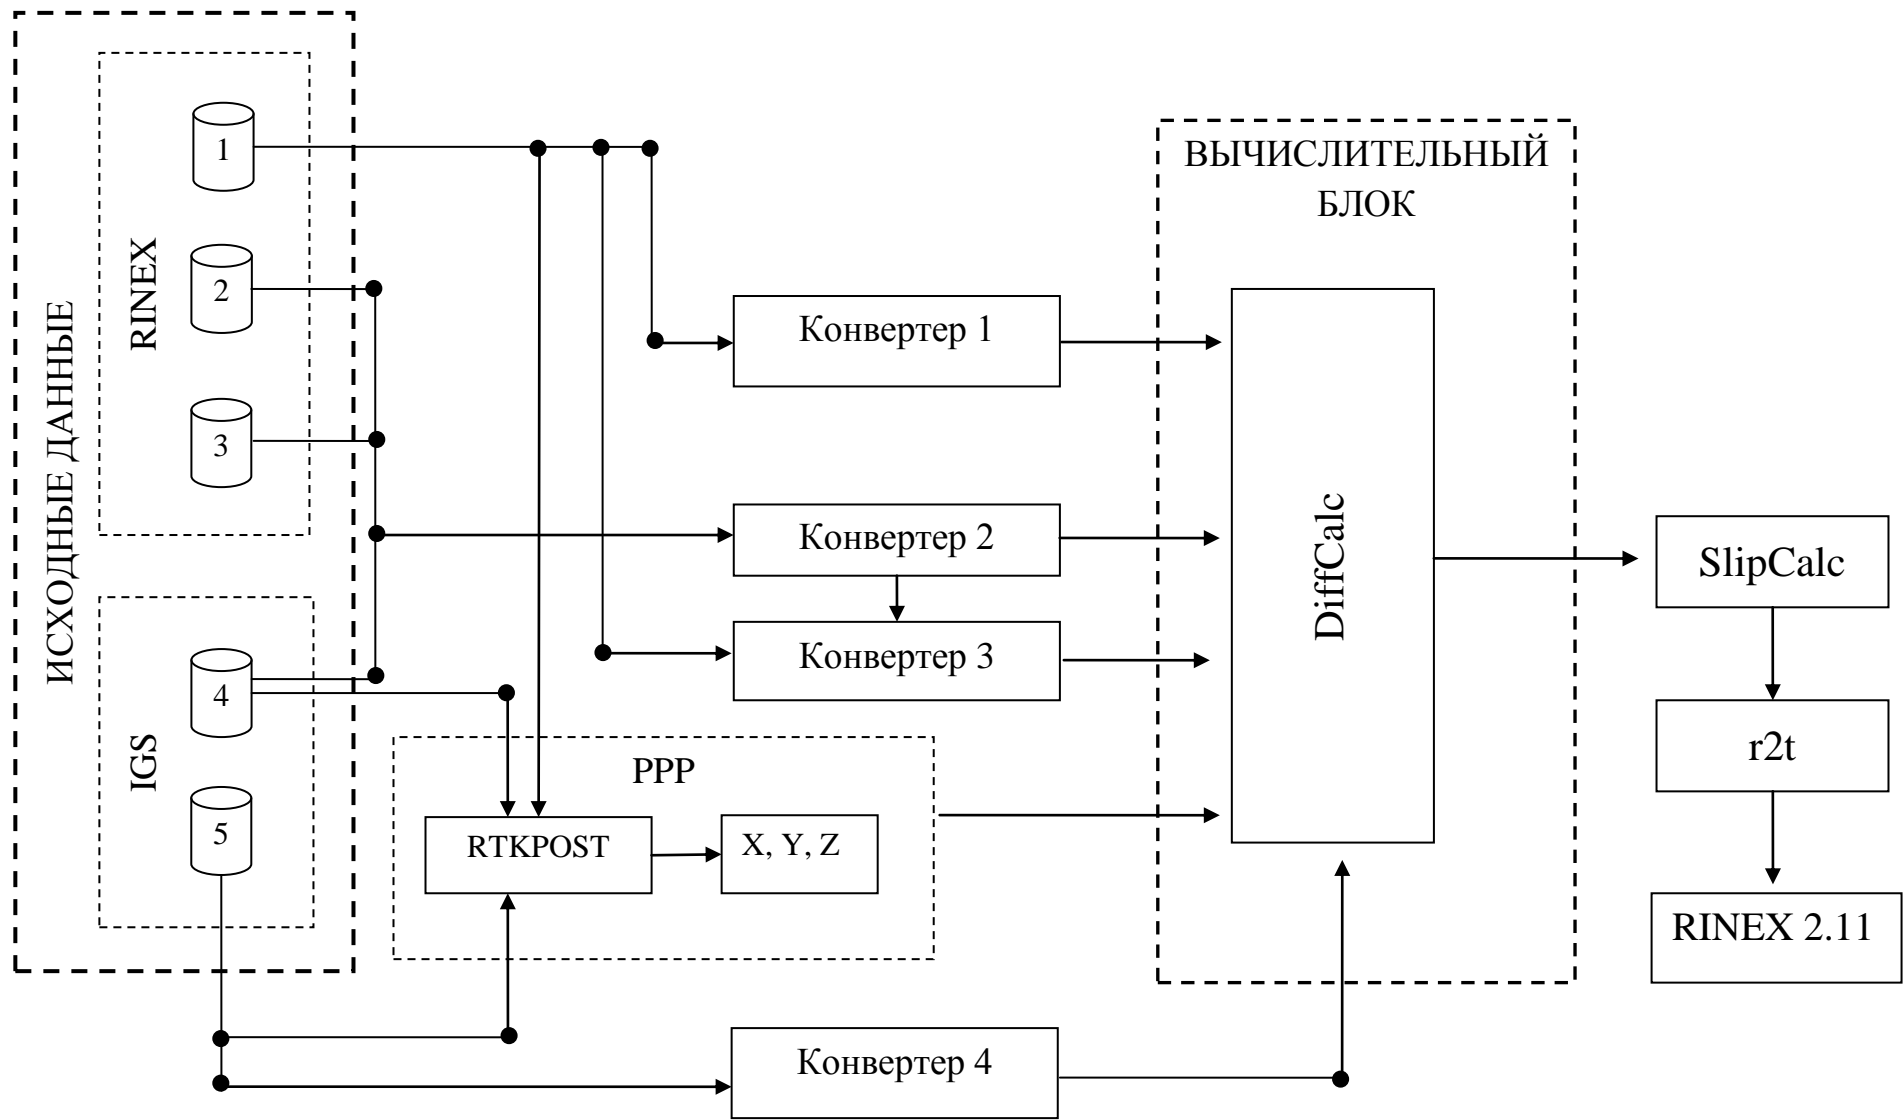 ИСХОДНЫЕ ДАННЫЕ
RINEX
1
2
3
IGS
4
5
Конвертер 1
Конвертер 2
Конвертер 3
PPP
RTKPOST
X, Y, Z
Конвертер 4
ВЫЧИСЛИТЕЛЬНЫЙ
БЛОК
DiffCalc
SlipCalc
r2t
RINEX 2.11